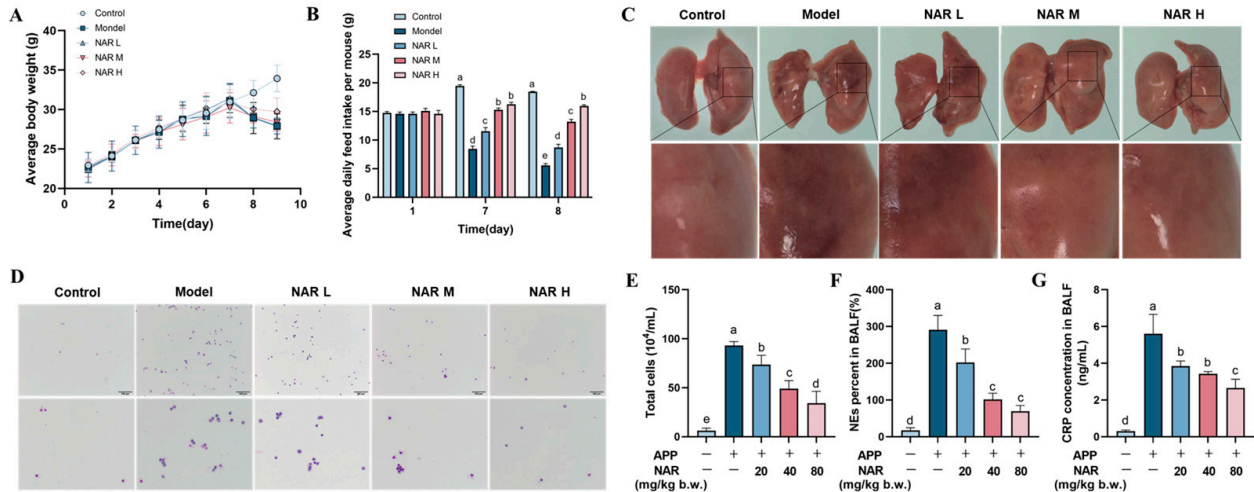 A
Average body weight (g)
40
35
30
25
20
0 2 4 6 8 10
Time(day)
Control
Mondel
NAR L
NAR M
NAR H
B
Average daily feed intake per mouse (g)
25
20
15
10
5
0
1 7 8
Time(day)
Control
Mondel
NAR L
NAR M
NAR H
a d c b b
a e d c b
C
Control Model NAR L NAR M NAR H
D
Control Model NAR L NAR M NAR H
E
Total cells (10⁴/mL)
150
100
50
0
e a b c d
APP − + + + +
NAR − − 20 40 80
(mg/kg b.w.)
F
NEs percent in BALF(%)
400
300
200
100
0
d a b c c
APP − + + + +
NAR − − 20 40 80
(mg/kg b.w.)
G
CRP concentration in BALF
(ng/mL)
8
6
4
2
0
d a b b c
APP − + + + +
NAR − − 20 40 80
(mg/kg b.w.)